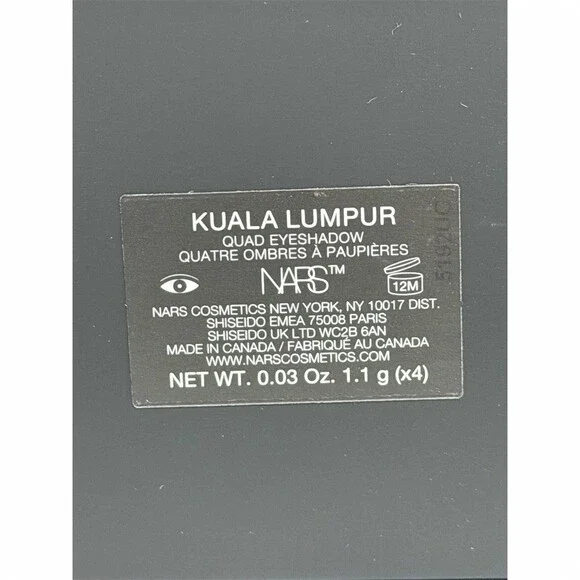 KUALA LUMPUR
QUAD EYESHADOW
QUATRE OMBRES À PAUPIÈRES
NARS™
12M
NARS COSMETICS NEW YORK, NY 10017 DIST.
SHISEIDO EMEA 75008 PARIS
SHISEIDO UK LTD WC2B 6AN
MADE IN CANADA / FABRIQUÉ AU CANADA
WWW.NARSCOSMETICS.COM
NET WT. 0.03 Oz. 1.1 g (x4)